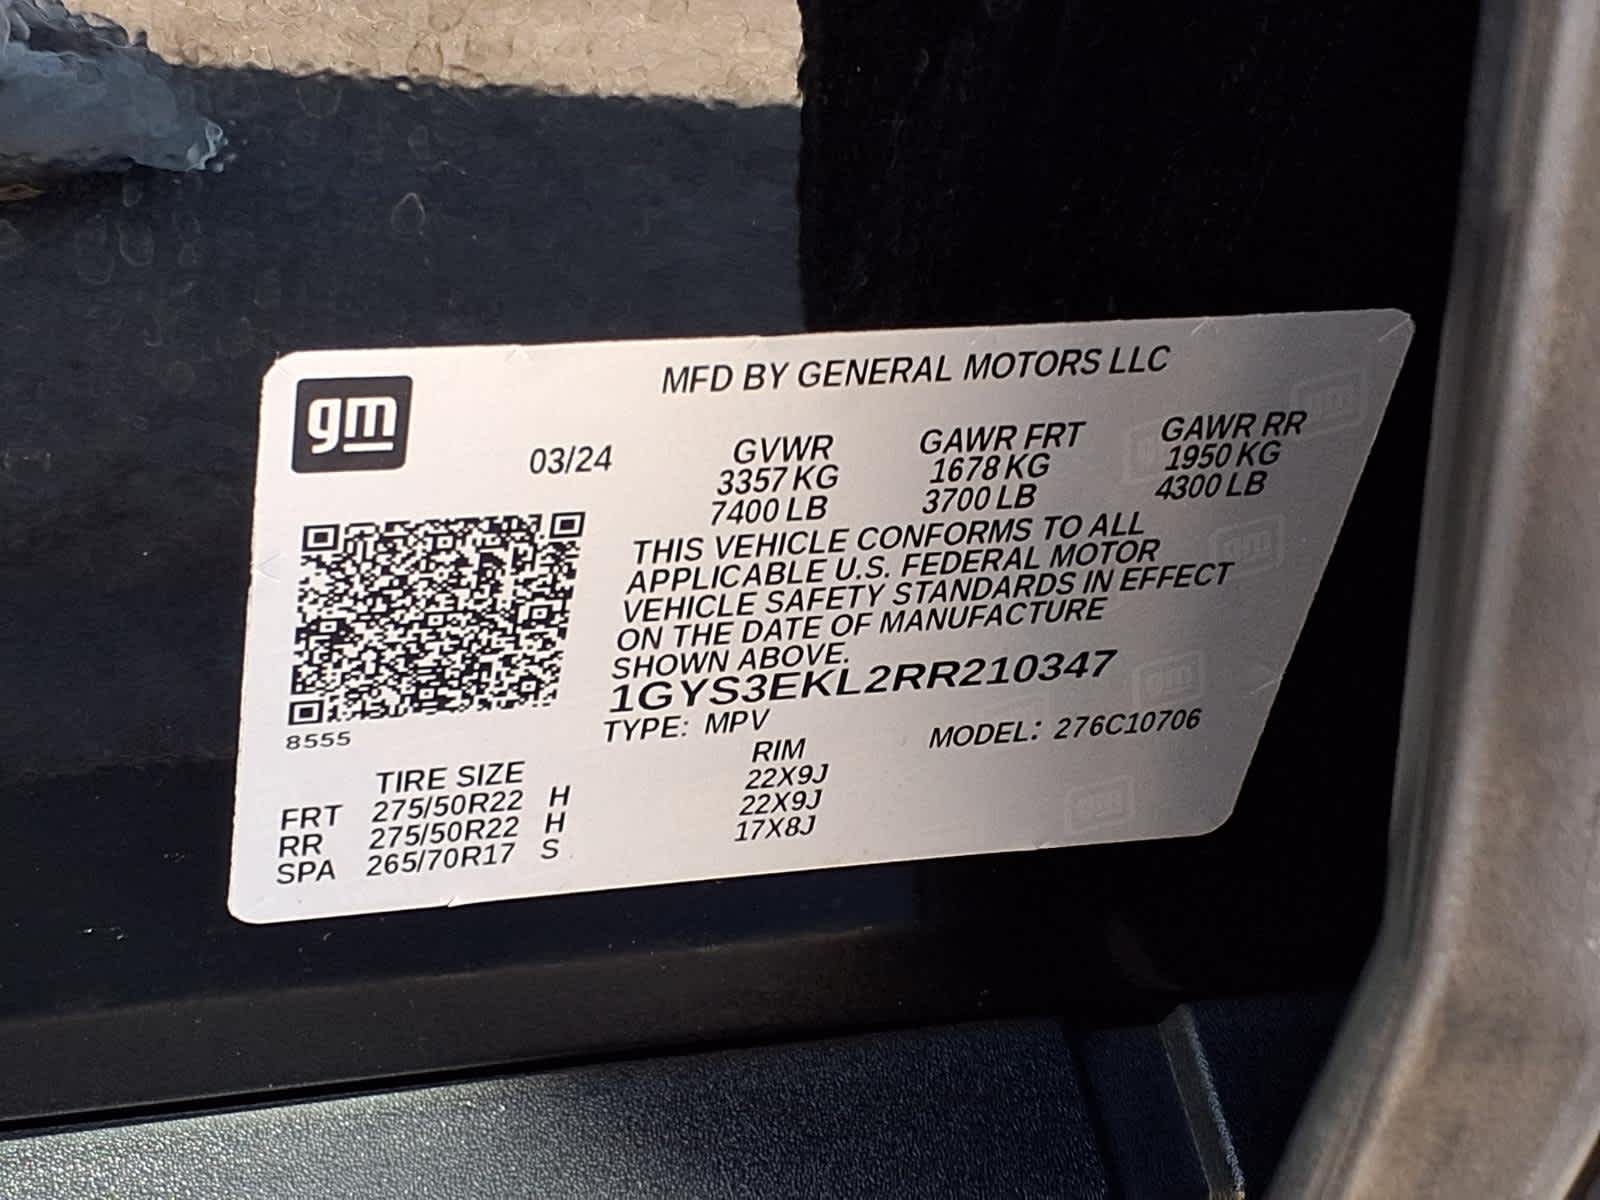 gm
MFD BY GENERAL MOTORS LLC
03/24 GVWR GAWR FRT GAWR RR
3357 KG 1678 KG 1950 KG
7400 LB 3700 LB 4300 LB
THIS VEHICLE CONFORMS TO ALL
APPLICABLE U.S. FEDERAL MOTOR
VEHICLE SAFETY STANDARDS IN EFFECT
ON THE DATE OF MANUFACTURE
SHOWN ABOVE.
1GYS3EKL2RR210347
8555
TYPE: MPV MODEL: 276C10706
TIRE SIZE RIM
FRT 275/50R22 H 22X9J
RR 275/50R22 H 22X9J
SPA 265/70R17 S 17X8J